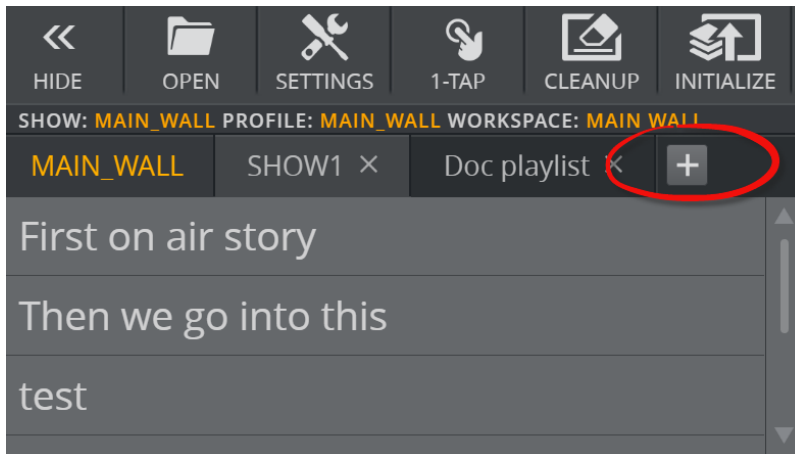 HIDE OPEN SETTINGS 1-TAP CLEANUP INITIALIZE
SHOW: MAIN_WALL PROFILE: MAIN_WALL WORKSPACE: MAIN WALL
MAIN_WALL SHOW1 × Doc playlist × +
First on air story
Then we go into this
test